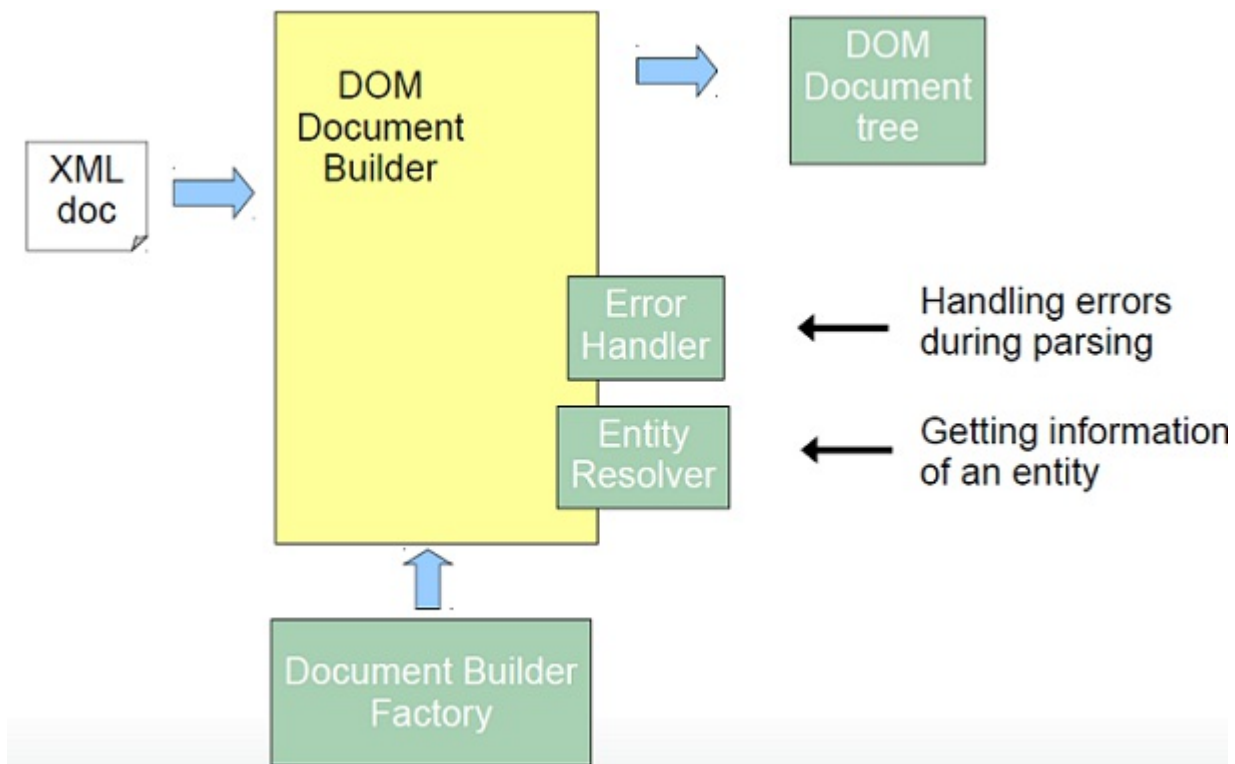 XML
doc
DOM
Document
Builder
DOM
Document
tree
Error
Handler
Handling errors
during parsing
Entity
Resolver
Getting information
of an entity
Document Builder
Factory